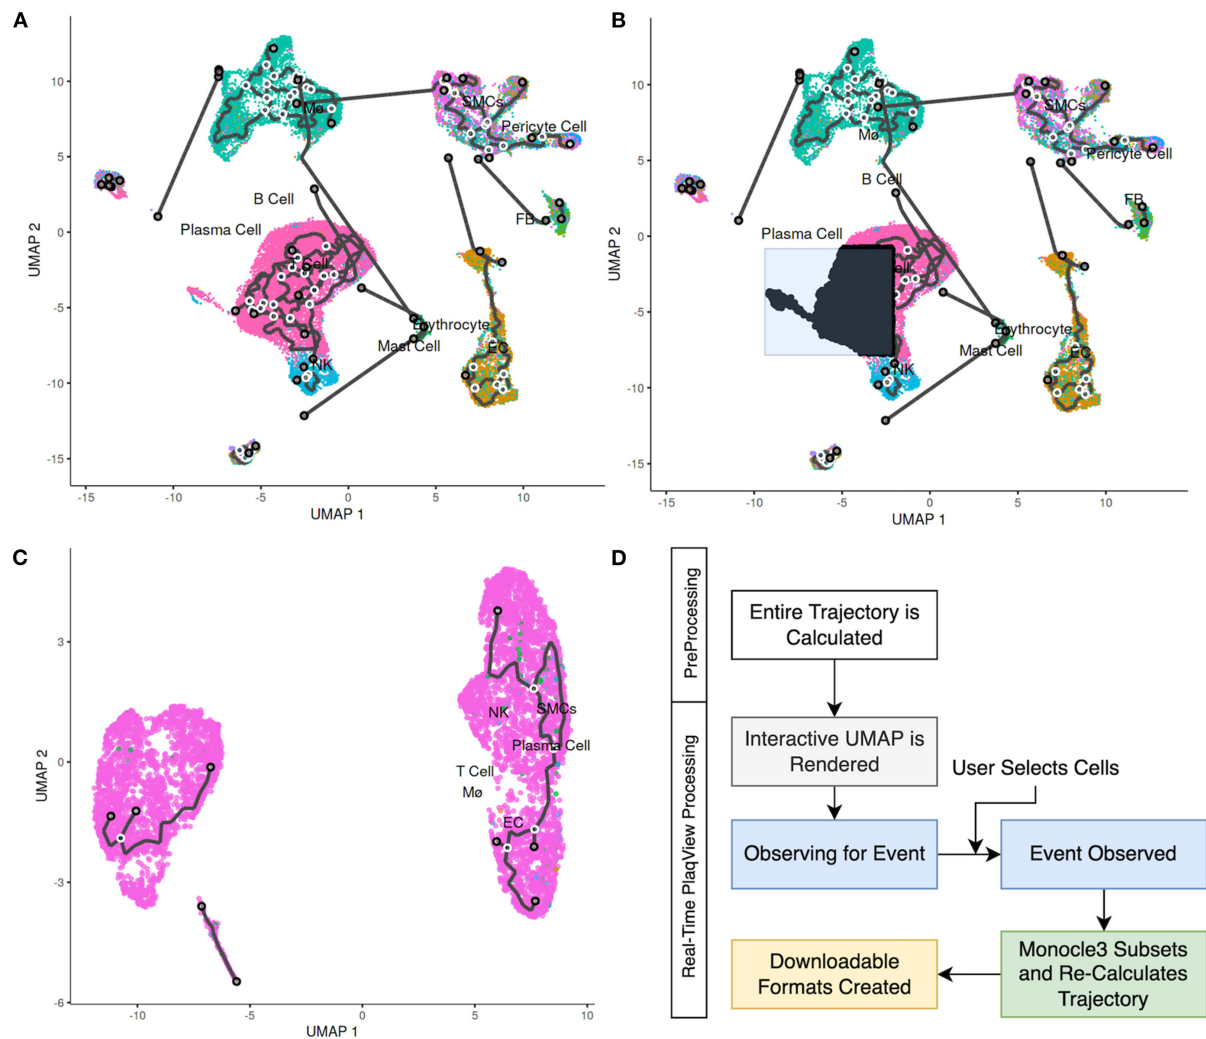 A
UMAP 2
10
5
0
-5
-10
-15
Mø
SMCs
Pericyte Cell
B Cell
Plasma Cell
FB
T Cell
Erythrocyte
Mast Cell
EC
NK
-15
-10
-5
0
5
10
UMAP 1
B
UMAP 2
10
5
0
-5
-10
-15
SMCs
Mø
Pericyte Cell
B Cell
FB
Plasma Cell
ell
Erythrocyte
Mast Cell
EC
NK
-15
-10
-5
0
5
10
UMAP 1
C
UMAP 2
3
0
-3
-6
NK
SMCs
Plasma Cell
T Cell
Mø
EC
-10
-5
0
5
10
UMAP 1
D
PreProcessing
Real-Time PlaqView Processing
Entire Trajectory is
Calculated
Interactive UMAP is
Rendered
User Selects Cells
Observing for Event
Event Observed
Downloadable
Formats Created
Monocle3 Subsets
and Re-Calculates
Trajectory